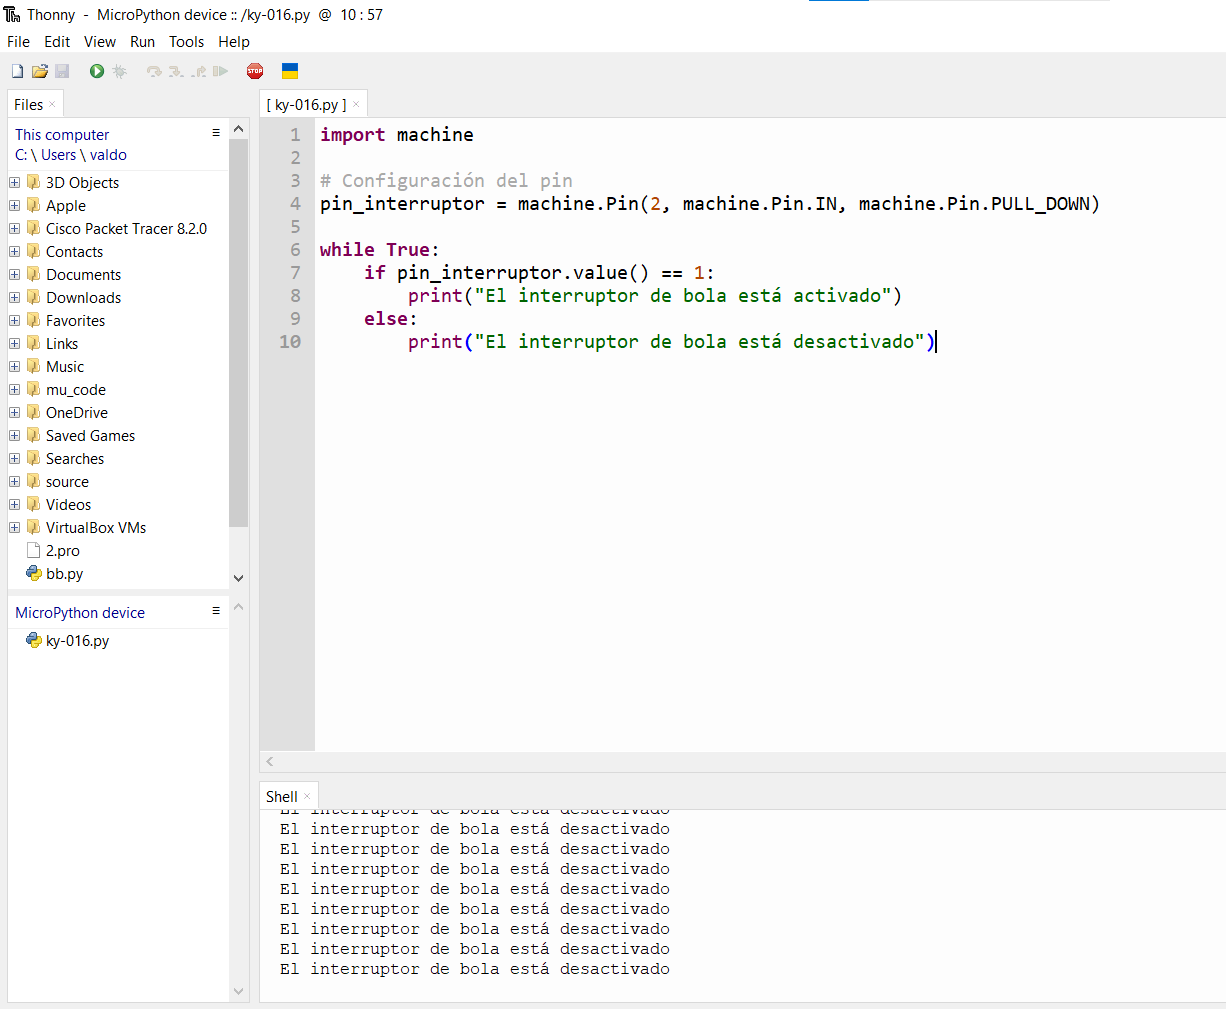 Thonny - MicroPython device :: /ky-016.py @ 10 : 57
File Edit View Run Tools Help
STOP
Files
This computer
C: \ Users \ valdo
3D Objects
Apple
Cisco Packet Tracer 8.2.0
Contacts
Documents
Downloads
Favorites
Links
Music
mu_code
OneDrive
Saved Games
Searches
source
Videos
VirtualBox VMs
2.pro
bb.py
MicroPython device
ky-016.py
[ ky-016.py ]
1 import machine
2
3 # Configuración del pin
4 pin_interruptor = machine.Pin(2, machine.Pin.IN, machine.Pin.PULL_DOWN)
5
6 while True:
7     if pin_interruptor.value() == 1:
8         print("El interruptor de bola está activado")
9     else:
10         print("El interruptor de bola está desactivado")
Shell
El interruptor de bola está desactivado
El interruptor de bola está desactivado
El interruptor de bola está desactivado
El interruptor de bola está desactivado
El interruptor de bola está desactivado
El interruptor de bola está desactivado
El interruptor de bola está desactivado
El interruptor de bola está desactivado
El interruptor de bola está desactivado